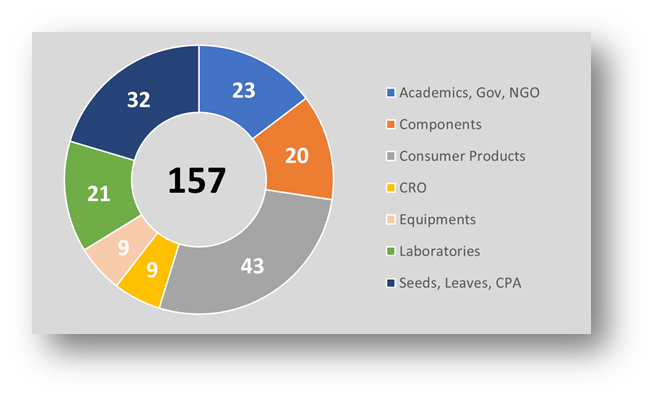 23
20
43
9
9
21
32
157
Academics, Gov, NGO
Components
Consumer Products
CRO
Equipments
Laboratories
Seeds, Leaves, CPA